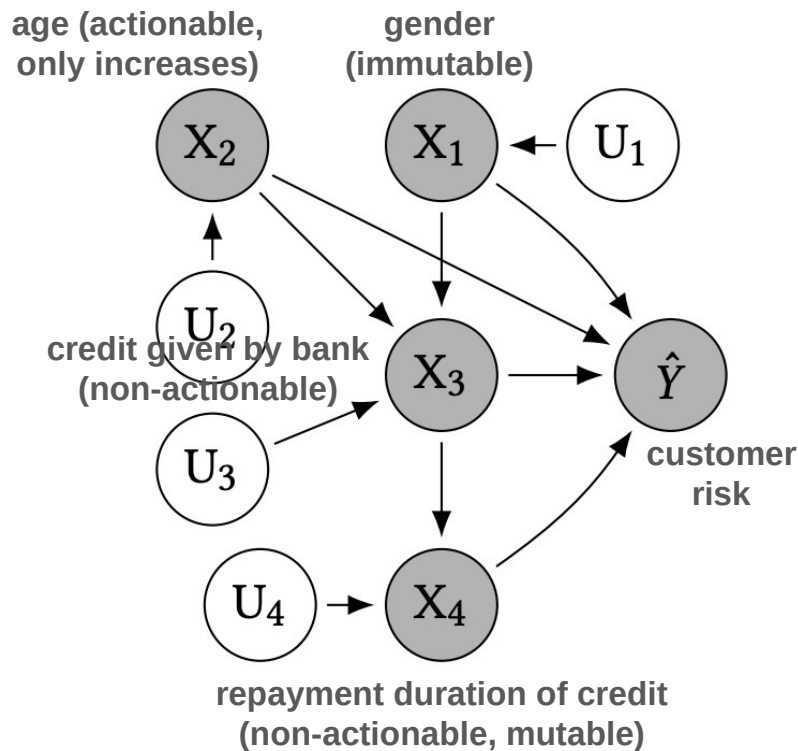 age (actionable,
only increases)
gender
(immutable)
X2
X1
U1
U2
credit given by bank
(non-actionable)
X3
Ŷ
U3
customer
risk
U4
X4
repayment duration of credit
(non-actionable, mutable)